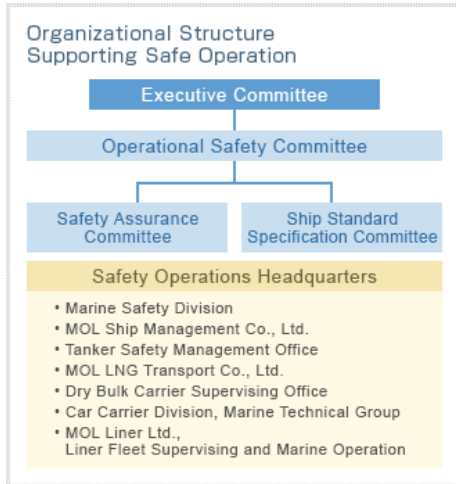 Organizational Structure
Supporting Safe Operation
Executive Committee
Operational Safety Committee
Safety Assurance
Committee
Ship Standard
Specification Committee
Safety Operations Headquarters
• Marine Safety Division
• MOL Ship Management Co., Ltd.
• Tanker Safety Management Office
• MOL LNG Transport Co., Ltd.
• Dry Bulk Carrier Supervising Office
• Car Carrier Division, Marine Technical Group
• MOL Liner Ltd.,
Liner Fleet Supervising and Marine Operation